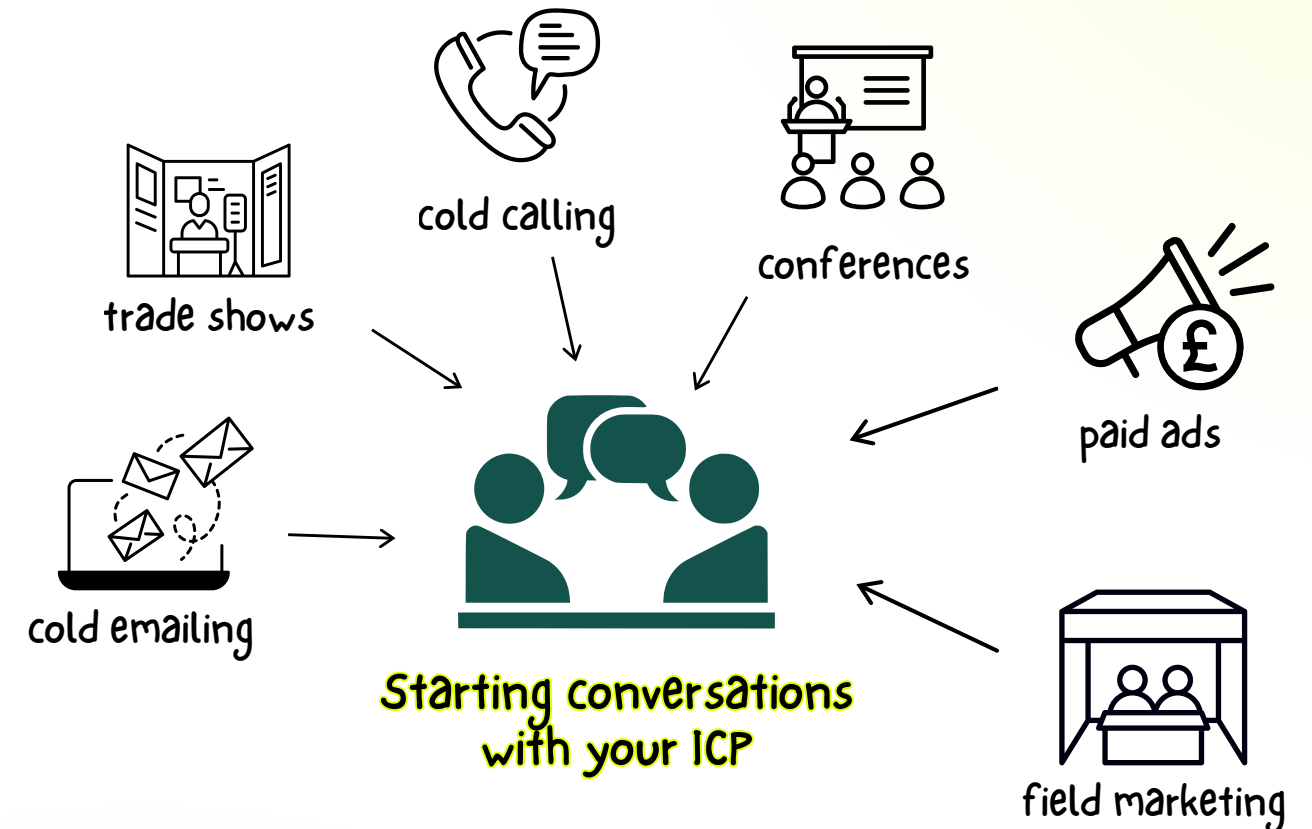 cold calling
conferences
trade shows
£
paid ads
cold emailing
Starting conversations
with your ICP
field marketing